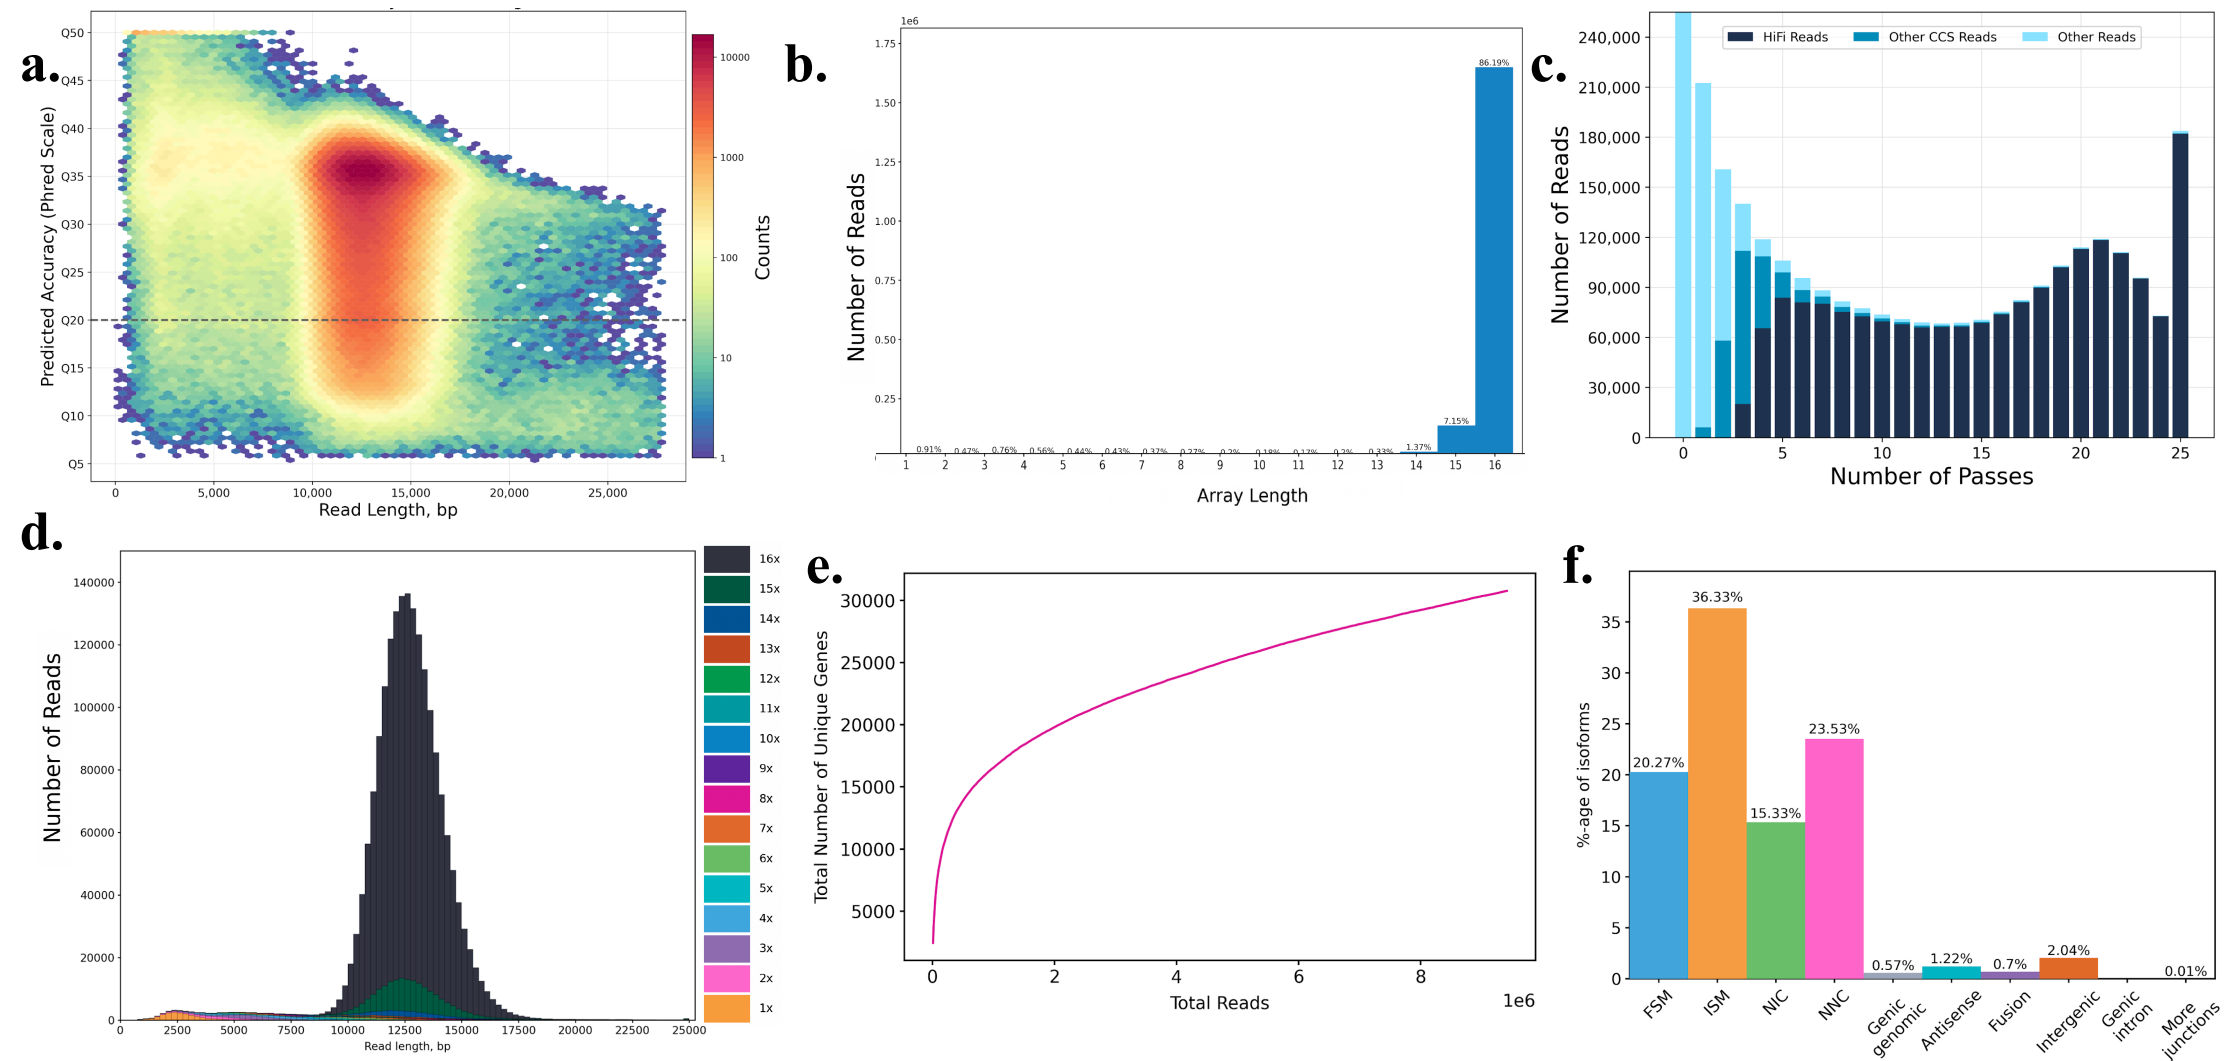 a.
Q50
Q45
Q40
Q35
Q30
Q25
Q20
Q15
Q10
Q5
Predicted Accuracy (Phred Scale)
0
5,000
10,000
15,000
20,000
25,000
Read Length, bp
10000
1000
100
10
1
Counts
b.
1e6
1.75
1.50
1.25
1.00
0.75
0.50
0.25
Number of Reads
0.91%
0.47%
0.76%
0.56%
0.44%
0.43%
0.37%
0.27%
0.2%
0.18%
0.17%
0.2%
0.33%
1.37%
7.15%
86.19%
1 2 3 4 5 6 7 8 9 10 11 12 13 14 15 16
Array Length
c.
HiFi Reads Other CCS Reads Other Reads
240,000
210,000
180,000
150,000
120,000
90,000
60,000
30,000
0
Number of Reads
0 5 10 15 20 25
Number of Passes
d.
140000
120000
100000
80000
60000
40000
20000
0
Number of Reads
0 2500 5000 7500 10000 12500 15000 17500 20000 22500 25000
Read length, bp
16x
15x
14x
13x
12x
11x
10x
9x
8x
7x
6x
5x
4x
3x
2x
1x
e.
30000
25000
20000
15000
10000
5000
Total Number of Unique Genes
0 2 4 6 8
1e6
Total Reads
f.
35
30
25
20
15
10
5
0
%-age of isoforms
20.27%
36.33%
15.33%
23.53%
0.57%
1.22%
0.7%
2.04%
0.01%
FSM
ISM
NIC
NNC
Genic
genomic
Antisense
Fusion
Intergenic
Genic
intron
More
junctions